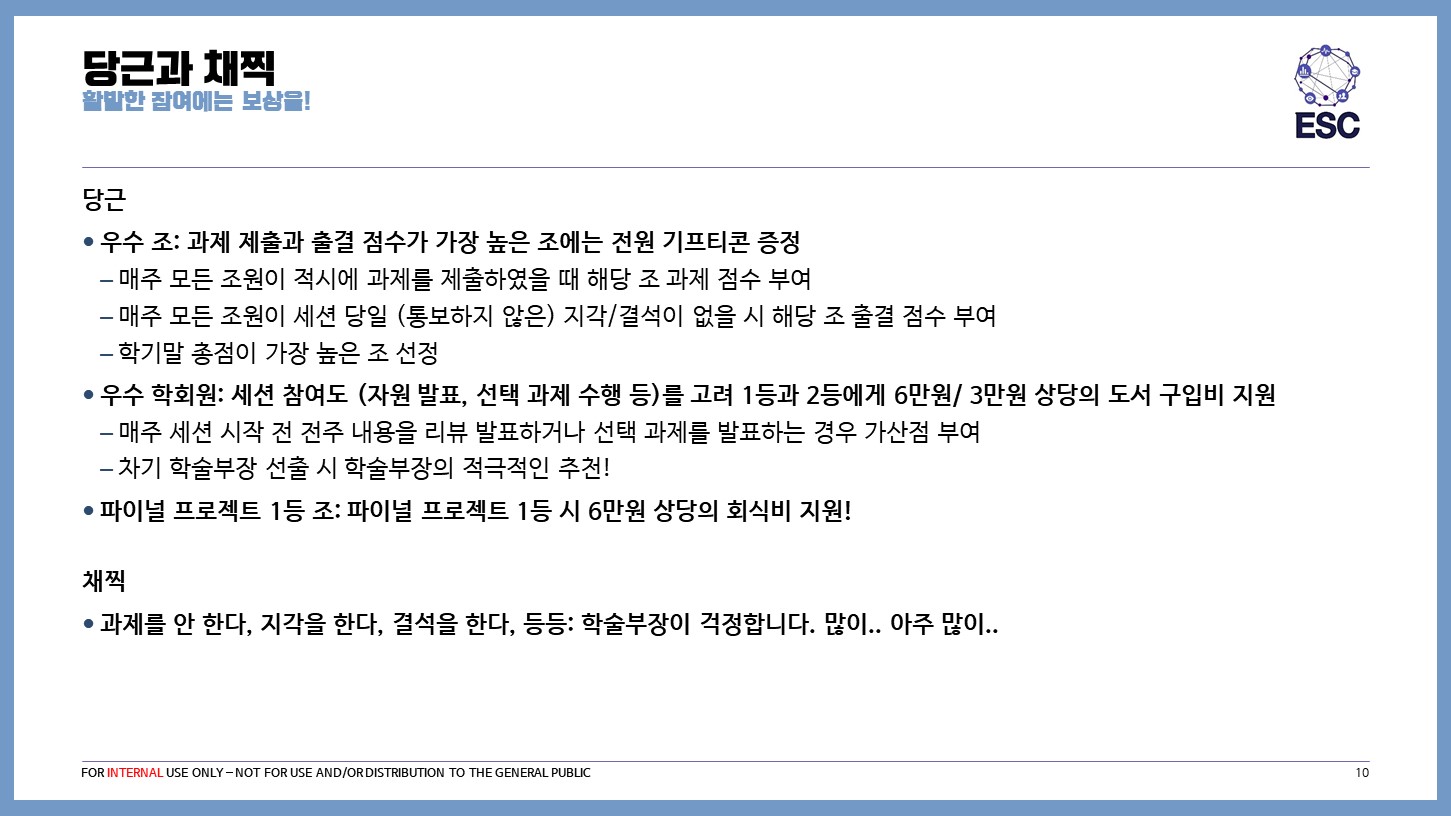 당근과 채찍
활발한 참여에는 보상을!
ESC
당근
• 우수 조: 과제 제출과 출결 점수가 가장 높은 조에는 전원 기프티콘 증정
– 매주 모든 조원이 적시에 과제를 제출하였을 때 해당 조 과제 점수 부여
– 매주 모든 조원이 세션 당일 (통보하지 않은) 지각/결석이 없을 시 해당 조 출결 점수 부여
– 학기말 총점이 가장 높은 조 선정
• 우수 학회원: 세션 참여도 (자원 발표, 선택 과제 수행 등)를 고려 1등과 2등에게 6만원/ 3만원 상당의 도서 구입비 지원
– 매주 세션 시작 전 전주 내용을 리뷰 발표하거나 선택 과제를 발표하는 경우 가산점 부여
– 차기 학술부장 선출 시 학술부장의 적극적인 추천!
• 파이널 프로젝트 1등 조: 파이널 프로젝트 1등 시 6만원 상당의 회식비 지원!
채찍
• 과제를 안 한다, 지각을 한다, 결석을 한다, 등등: 학술부장이 걱정합니다. 많이.. 아주 많이..
FOR INTERNAL USE ONLY – NOT FOR USE AND/OR DISTRIBUTION TO THE GENERAL PUBLIC
10